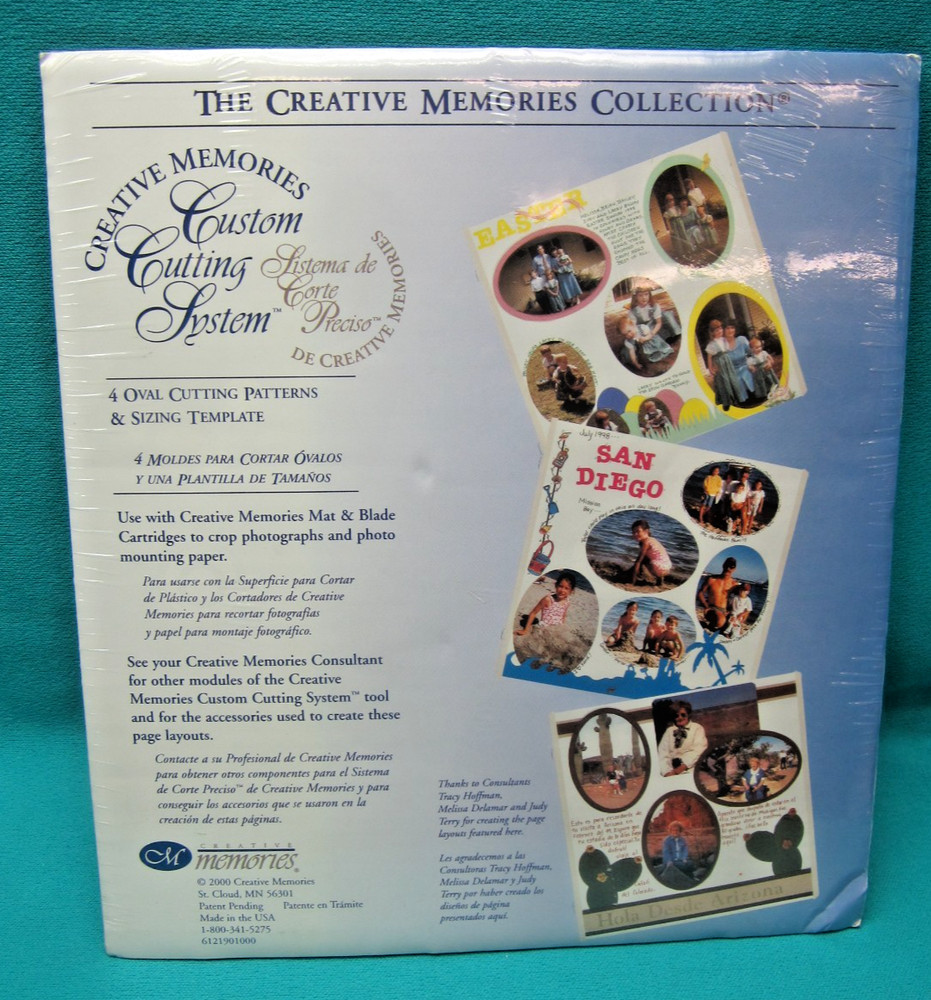 THE CREATIVE MEMORIES COLLECTION®
CREATIVE MEMORIES
Custom
Cutting
System™
Sistema de
Corte
Preciso™
DE CREATIVE MEMORIES
4 OVAL CUTTING PATTERNS
& SIZING TEMPLATE
4 MOLDES PARA CORTAR ÓVALOS
Y UNA PLANTILLA DE TAMAÑOS
Use with Creative Memories Mat & Blade
Cartridges to crop photographs and photo
mounting paper.
Para usarse con la Superficie para Cortar
de Plástico y los Cortadores de Creative
Memories para recortar fotografías
y papel para montaje fotográfico.
See your Creative Memories Consultant
for other modules of the Creative
Memories Custom Cutting System™ tool
and for the accessories used to create these
page layouts.
Contacte a su Profesional de Creative Memories
para obtener otros componentes para el Sistema
de Corte Preciso™ de Creative Memories y para
conseguir los accesorios que se usaron en la
creación de estas páginas.
CM
CREATIVE
memories®
© 2000 Creative Memories
St. Cloud, MN 56301
Patent Pending Patente en Trámite
Made in the USA
1-800-341-5275
6121901000
Thanks to Consultants
Tracy Hoffman,
Melissa Delamar and Judy
Terry for creating the page
layouts featured here.
Les agradecemos a las
Consultoras Tracy Hoffman,
Melissa Delamar y Judy
Terry por haber creado los
diseños de página
presentados aquí.
EASTER
July 1998...
SAN
DIEGO
Mission
Bay...
Hola Desde Arizona